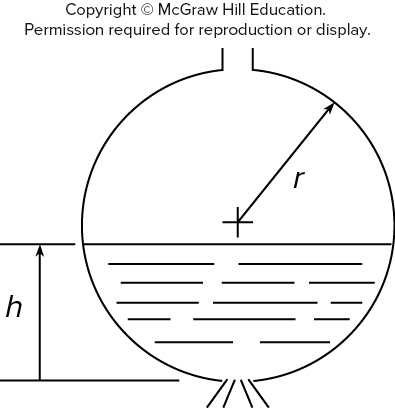 Copyright © McGraw Hill Education.
Permission required for reproduction or display.
r
h